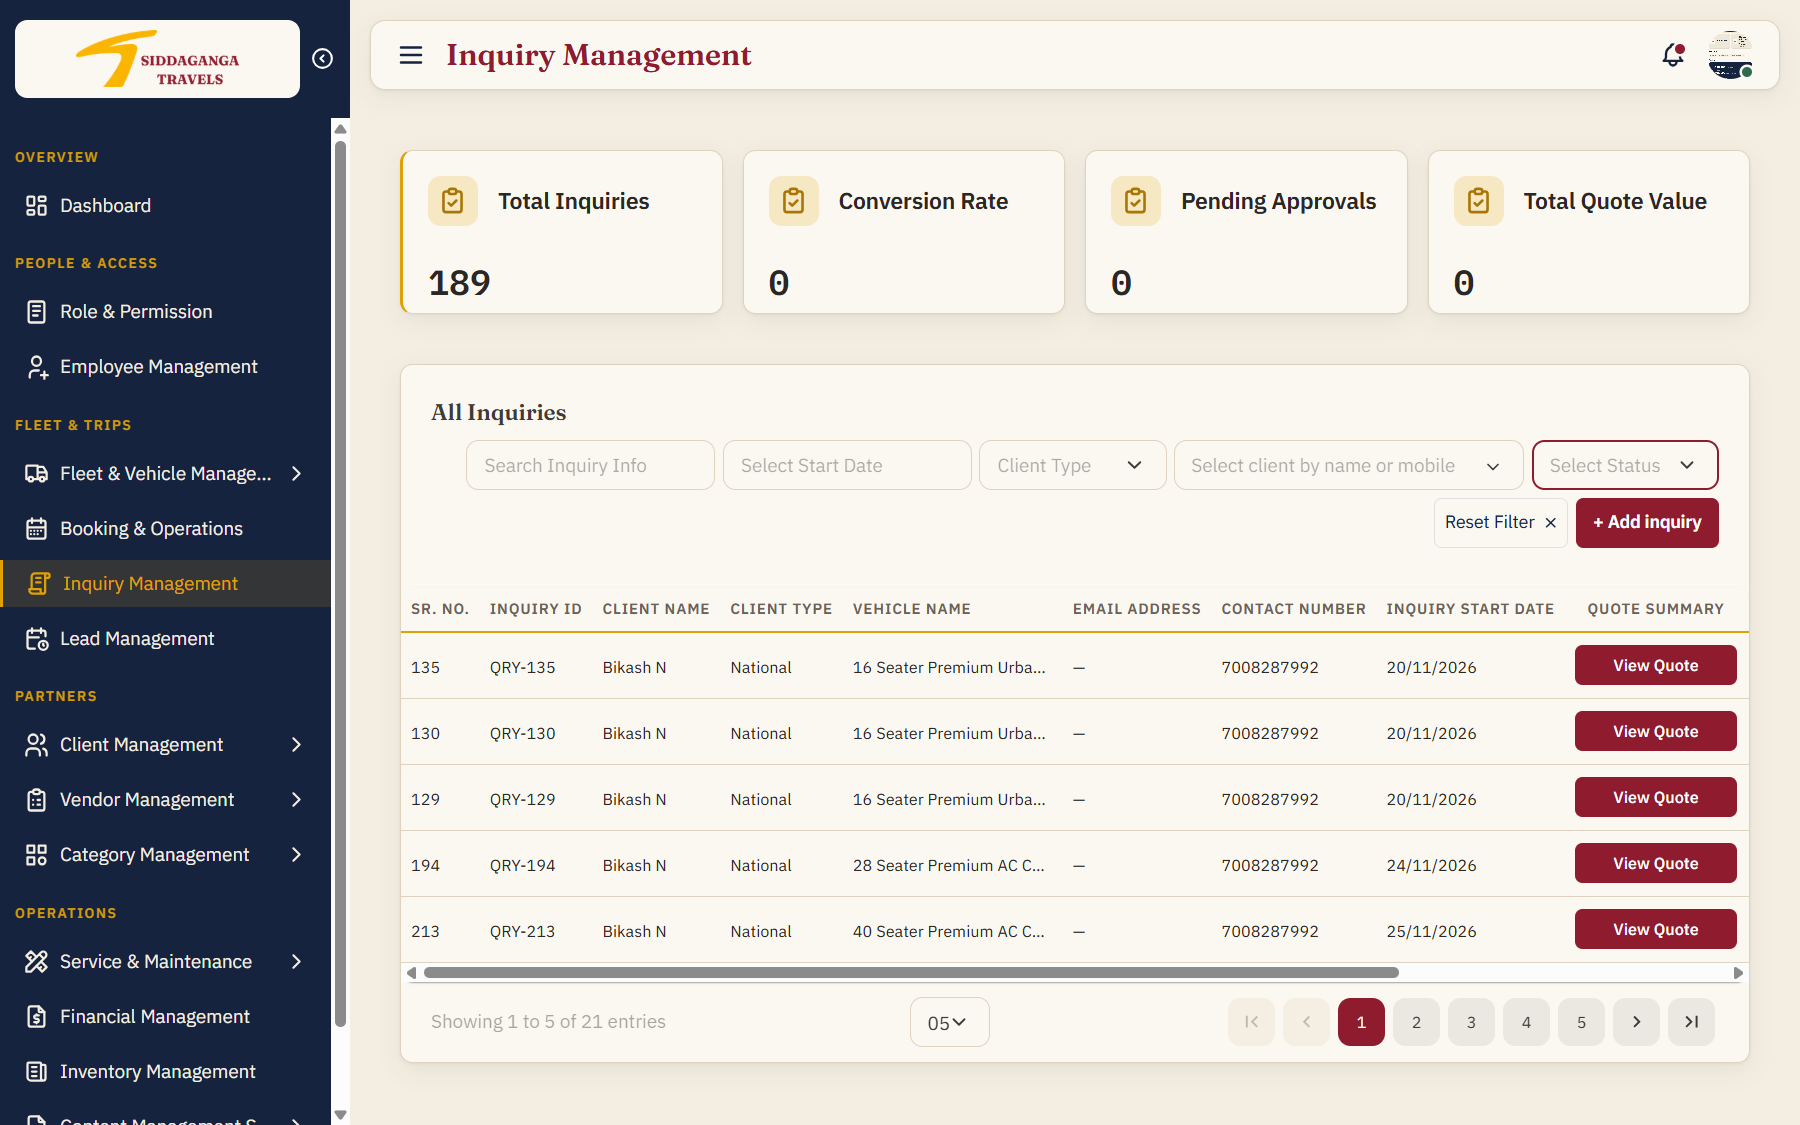 SIDDAGANGA
TRAVELS
Inquiry Management
OVERVIEW
Dashboard
PEOPLE & ACCESS
Role & Permission
Employee Management
FLEET & TRIPS
Fleet & Vehicle Manage...
Booking & Operations
Inquiry Management
Lead Management
PARTNERS
Client Management
Vendor Management
Category Management
OPERATIONS
Service & Maintenance
Financial Management
Inventory Management
Total Inquiries
189
Conversion Rate
0
Pending Approvals
0
Total Quote Value
0
All Inquiries
Search Inquiry Info Select Start Date Client Type Select client by name or mobile Select Status
Reset Filter × + Add inquiry
SR. NO. INQUIRY ID CLIENT NAME CLIENT TYPE VEHICLE NAME EMAIL ADDRESS CONTACT NUMBER INQUIRY START DATE QUOTE SUMMARY
135 QRY-135 Bikash N National 16 Seater Premium Urba... — 7008287992 20/11/2026 View Quote
130 QRY-130 Bikash N National 16 Seater Premium Urba... — 7008287992 20/11/2026 View Quote
129 QRY-129 Bikash N National 16 Seater Premium Urba... — 7008287992 20/11/2026 View Quote
194 QRY-194 Bikash N National 28 Seater Premium AC C... — 7008287992 24/11/2026 View Quote
213 QRY-213 Bikash N National 40 Seater Premium AC C... — 7008287992 25/11/2026 View Quote
Showing 1 to 5 of 21 entries 05 1 2 3 4 5